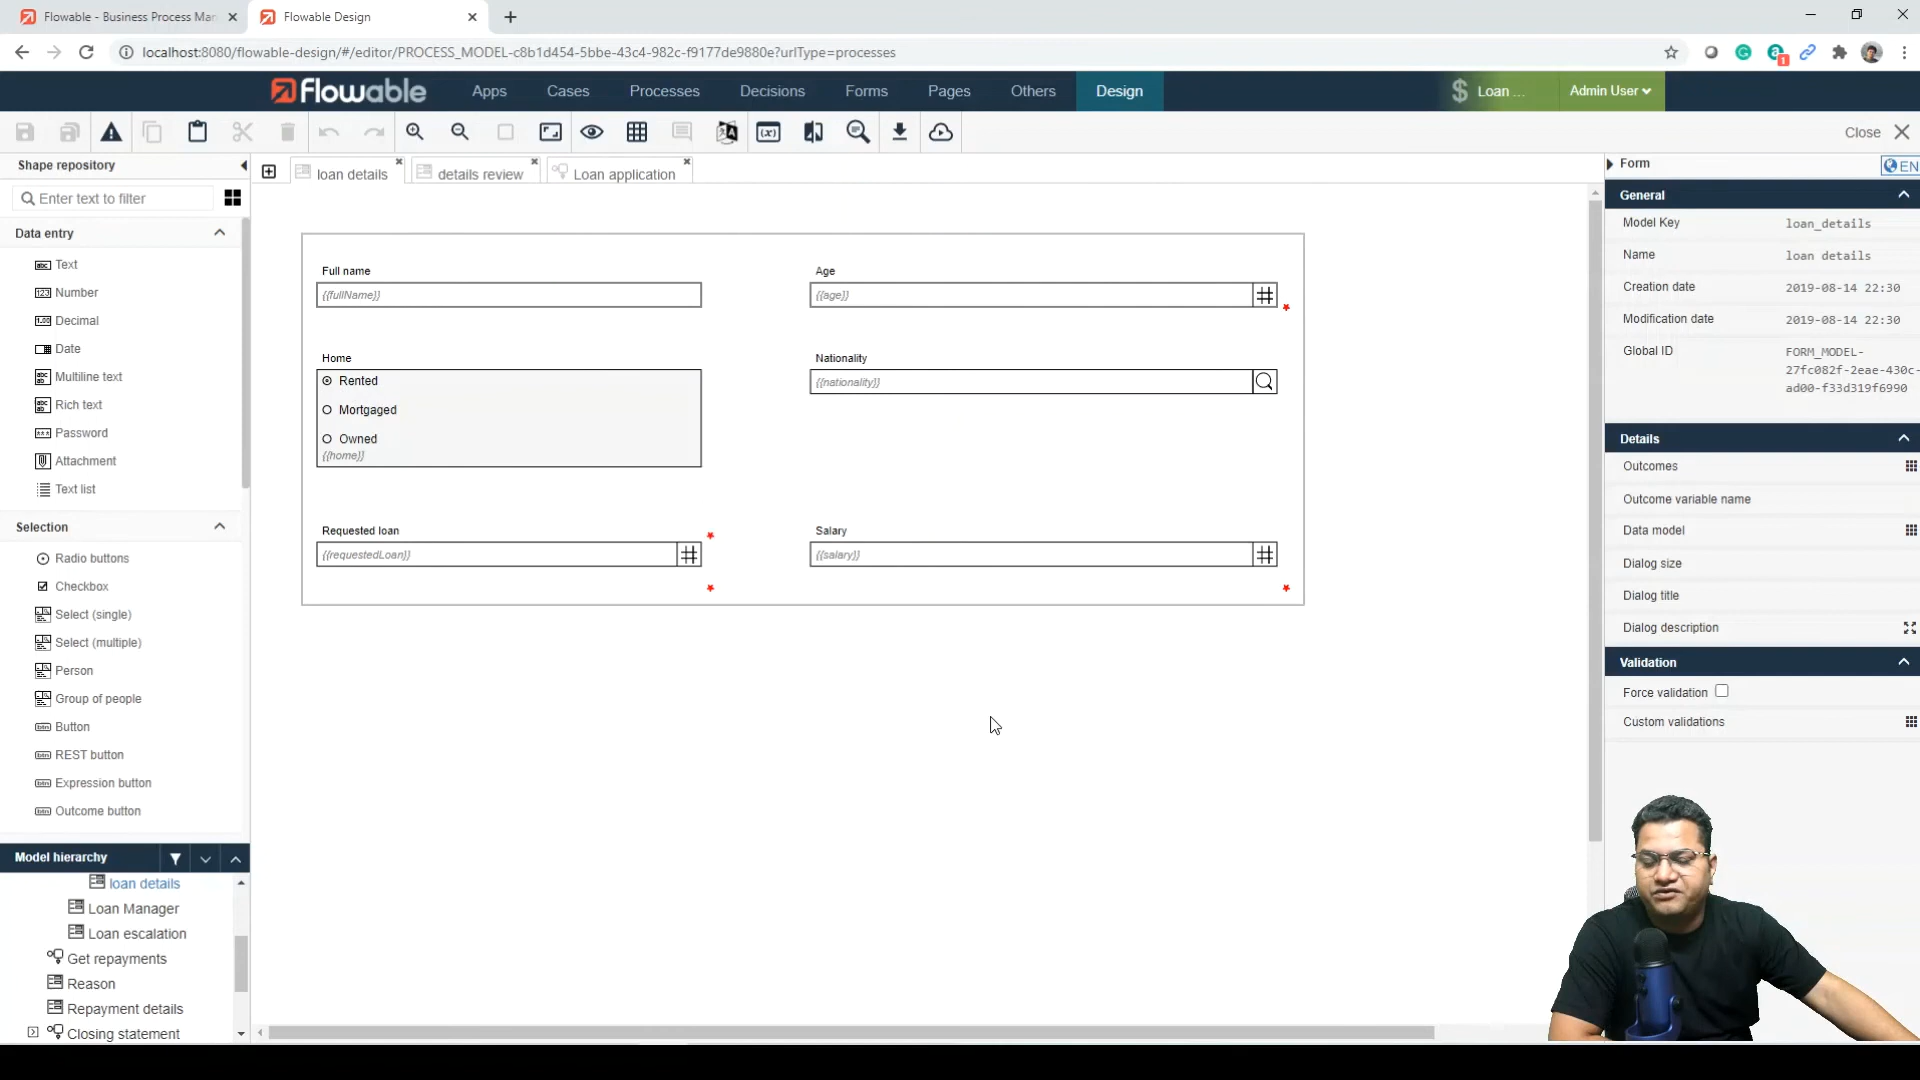 Flowable - Business Process Mar
Flowable Design
localhost:8080/flowable-design/#/editor/PROCESS_MODEL-c8b1d454-5bbe-43c4-982c-f9177de9880e?urlType=processes
1
flowable
Apps
Cases
Processes
Decisions
Forms
Pages
Others
Design
$ Loan ...
Admin User
Close
Shape repository
loan details
details review
Loan application
Form
EN
Enter text to filter
Data entry
Text
Number
Decimal
Date
Multiline text
Rich text
Password
Attachment
Text list
Selection
Radio buttons
Checkbox
Select (single)
Select (multiple)
Person
Group of people
Button
REST button
Expression button
Outcome button
Model hierarchy
loan details
Loan Manager
Loan escalation
Get repayments
Reason
Repayment details
Closing statement
Full name
{{fullName}}
Age
{{age}}
Home
Rented
Mortgaged
Owned
{{home}}
Nationality
{{nationality}}
Requested loan
{{requestedLoan}}
Salary
{{salary}}
General
Model Key loan_details
Name loan details
Creation date 2019-08-14 22:30
Modification date 2019-08-14 22:30
Global ID FORM_MODEL-
27fc082f-2eae-430c-
ad00-f33d319f6990
Details
Outcomes
Outcome variable name
Data model
Dialog size
Dialog title
Dialog description
Validation
Force validation
Custom validations